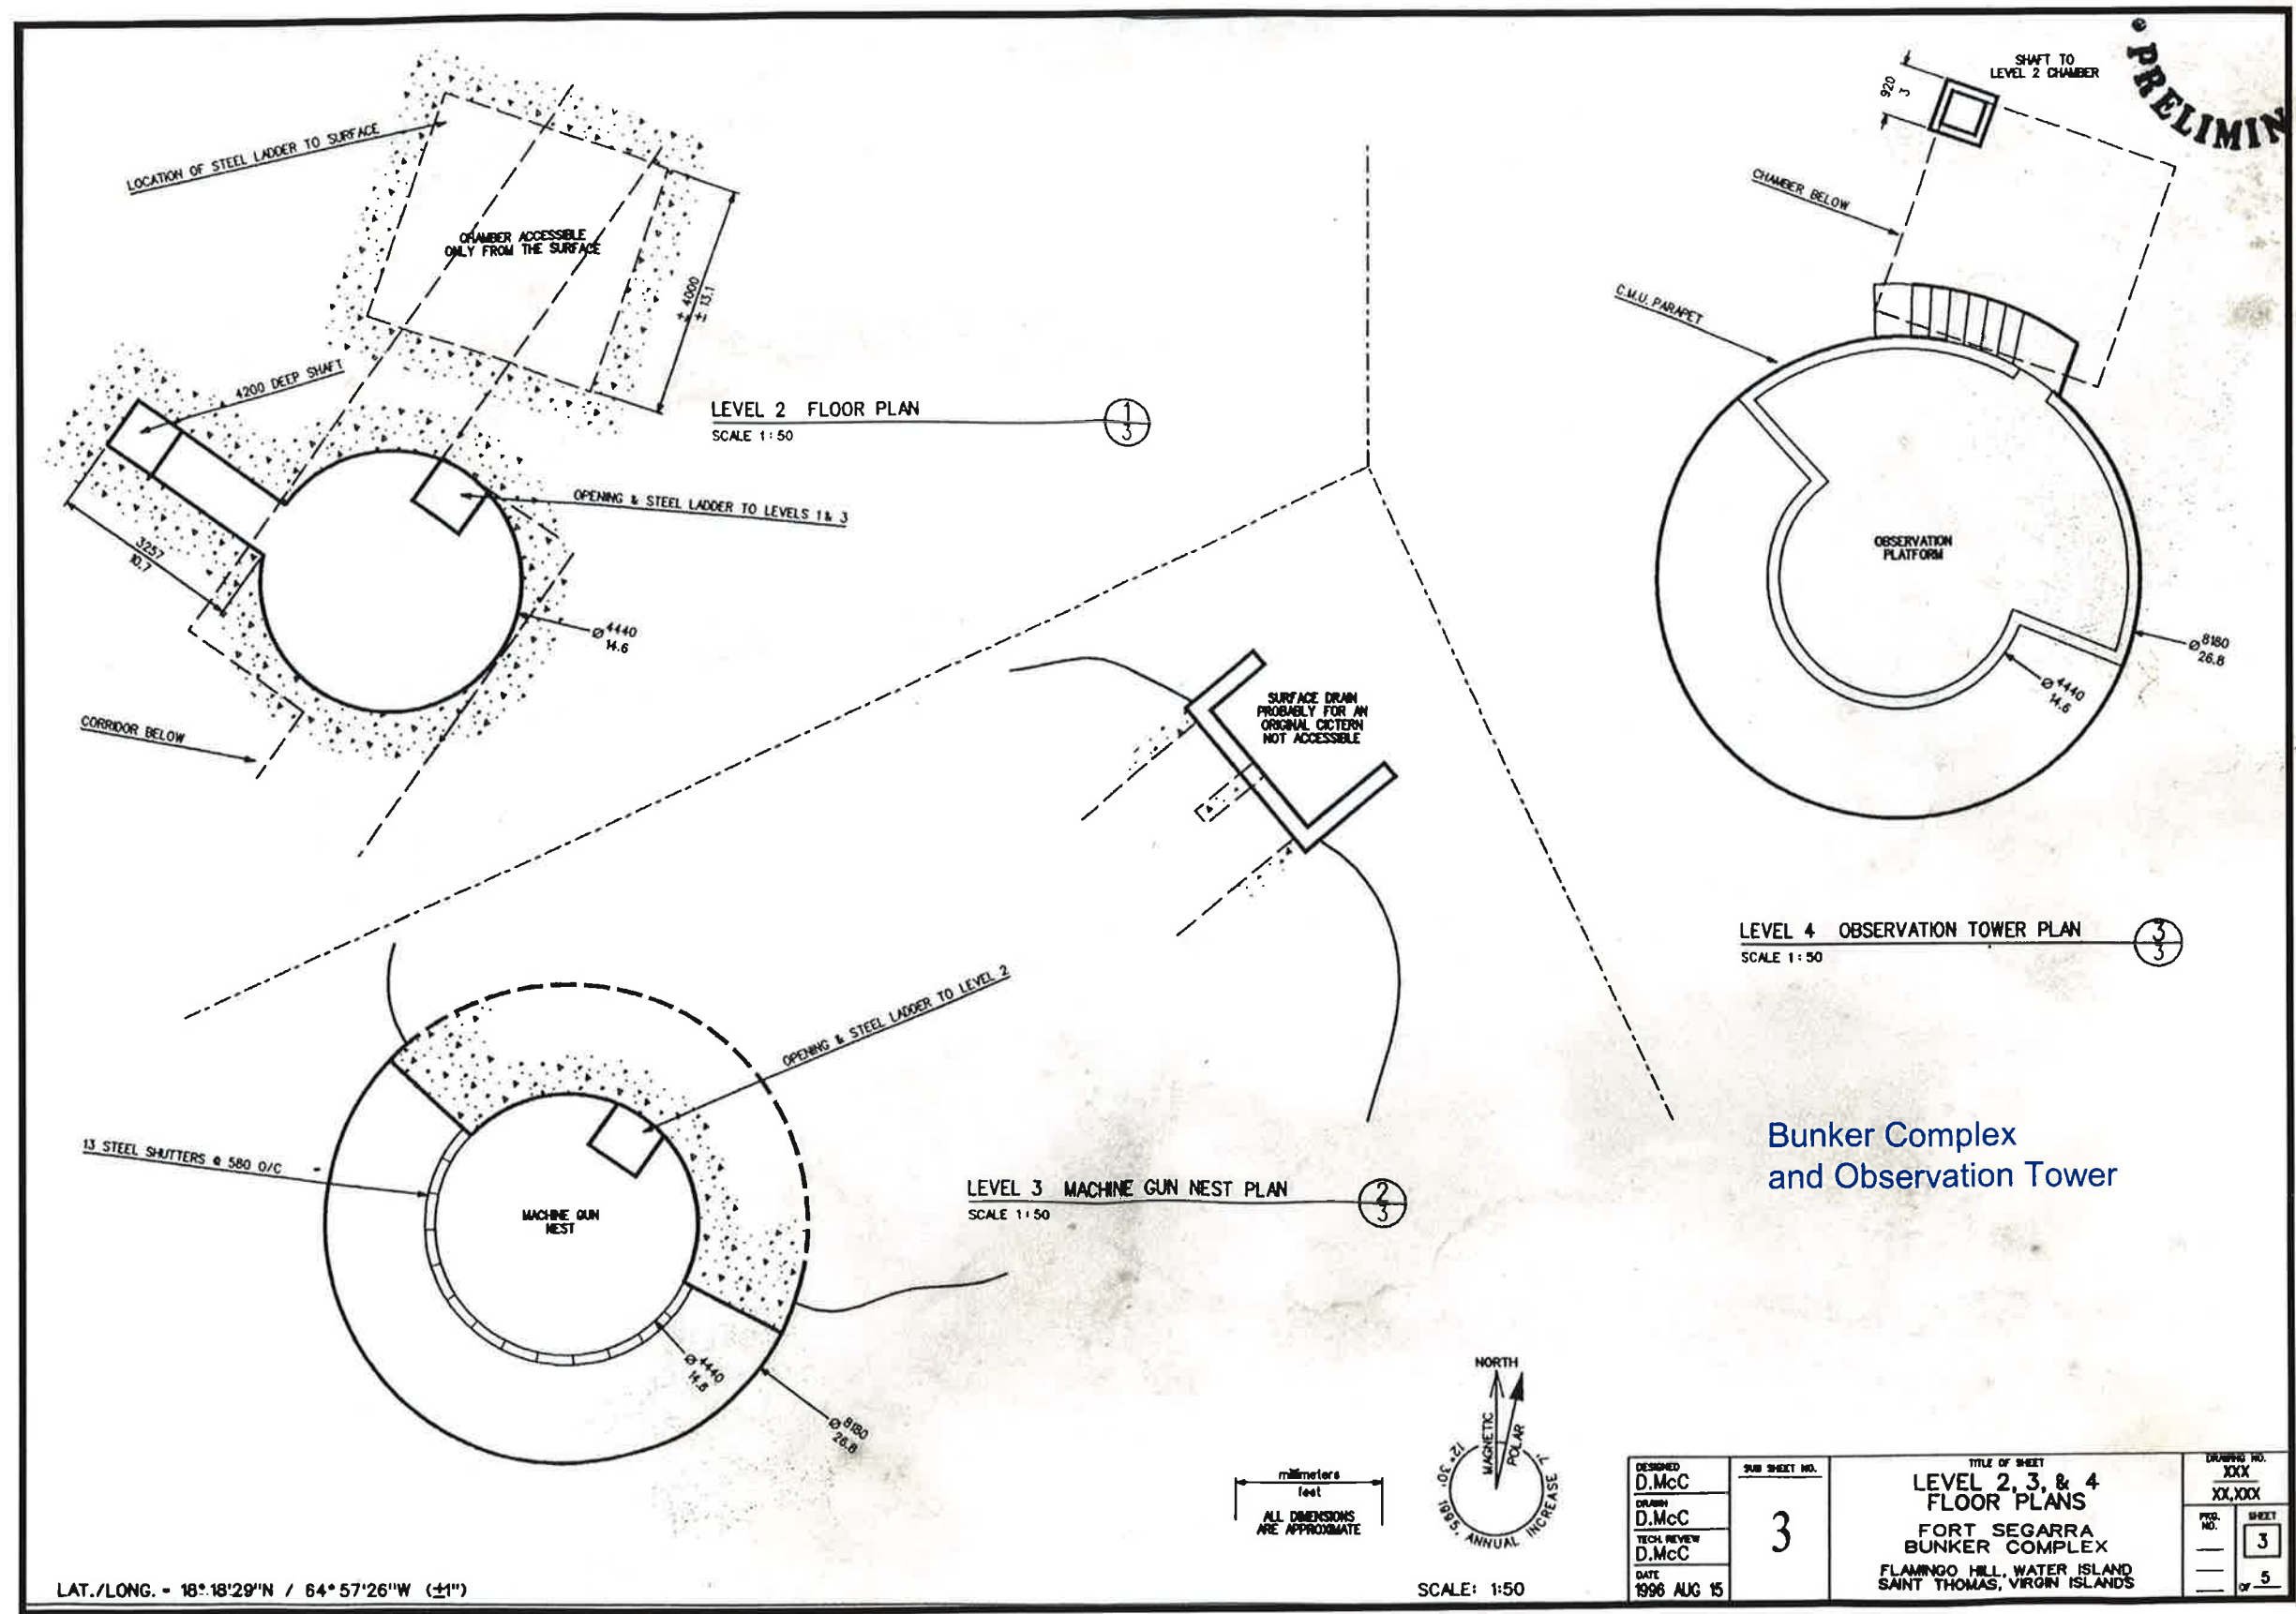 PRELIMIN
LOCATION OF STEEL LADDER TO SURFACE
CHAMBER ACCESSIBLE
ONLY FROM THE SURFACE
± 4000
± 13.1
4200 DEEP SHAFT
LEVEL 2 FLOOR PLAN
SCALE 1:50
1
3
OPENING & STEEL LADDER TO LEVELS 1 & 3
3257
10.7
Ø 4440
14.6
CORRIDOR BELOW
SHAFT TO
LEVEL 2 CHAMBER
920
3
CHAMBER BELOW
C.M.U. PARAPET
OBSERVATION
PLATFORM
Ø 8180
26.8
Ø 4440
14.6
LEVEL 4 OBSERVATION TOWER PLAN
SCALE 1:50
3
3
SURFACE DRAIN
PROBABLY FOR AN
ORIGINAL CICTERN
NOT ACCESSIBLE
OPENING & STEEL LADDER TO LEVEL 2
13 STEEL SHUTTERS @ 580 O/C
MACHINE GUN
NEST
LEVEL 3 MACHINE GUN NEST PLAN
SCALE 1:50
2
3
Ø 4440
14.6
Ø 8180
26.8
Bunker Complex
and Observation Tower
millimeters
feet
ALL DIMENSIONS
ARE APPROXIMATE
NORTH
MAGNETIC
POLAR
12° 30' 1995, ANNUAL INCREASE 7'
SCALE: 1:50
LAT./LONG. - 18°18'29"N / 64°57'26"W (±1")
DESIGNED
D.McC
DRAWN
D.McC
TECH. REVIEW
D.McC
DATE
1996 AUG 15
SUB SHEET NO.
3
TITLE OF SHEET
LEVEL 2, 3, & 4
FLOOR PLANS
FORT SEGARRA
BUNKER COMPLEX
FLAMINGO HILL, WATER ISLAND
SAINT THOMAS, VIRGIN ISLANDS
DRAWING NO.
XXX
XX,XXX
PKG.
NO.
SHEET
3
OF 5